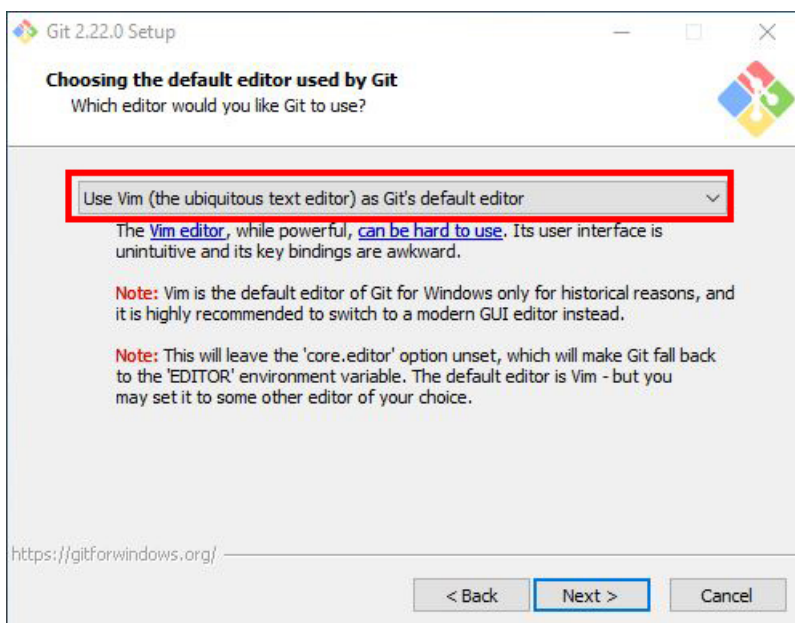 Git 2.22.0 Setup
Choosing the default editor used by Git
Which editor would you like Git to use?
Use Vim (the ubiquitous text editor) as Git's default editor
The Vim editor, while powerful, can be hard to use. Its user interface is
unintuitive and its key bindings are awkward.
Note: Vim is the default editor of Git for Windows only for historical reasons, and
it is highly recommended to switch to a modern GUI editor instead.
Note: This will leave the 'core.editor' option unset, which will make Git fall back
to the 'EDITOR' environment variable. The default editor is Vim - but you
may set it to some other editor of your choice.
https://gitforwindows.org/
< Back Next > Cancel